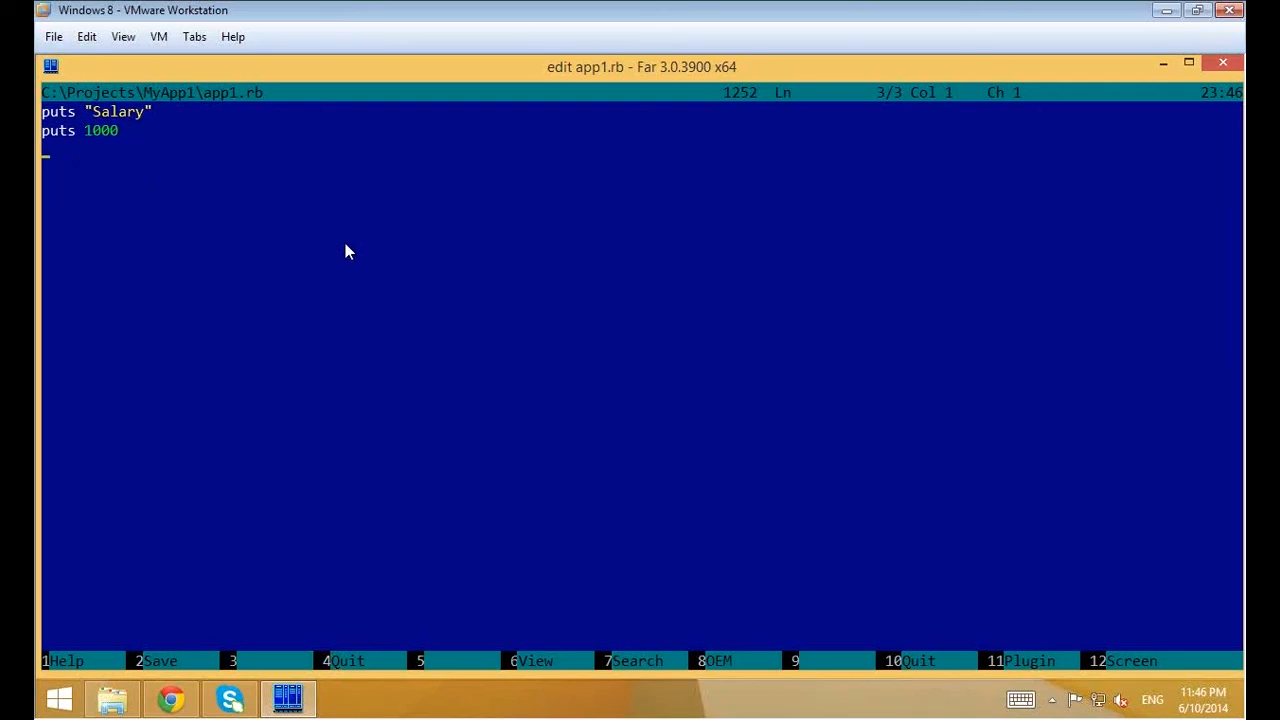 Windows 8 - VMware Workstation
File Edit View VM Tabs Help
edit app1.rb - Far 3.0.3900 x64
C:\Projects\MyApp1\app1.rb 1252 Ln 3/3 Col 1 Ch 1 23:46
puts "Salary"
puts 1000
1Help 2Save 3 4Quit 5 6View 7Search 8OEM 9 10Quit 11Plugin 12Screen
ENG 11:46 PM
6/10/2014